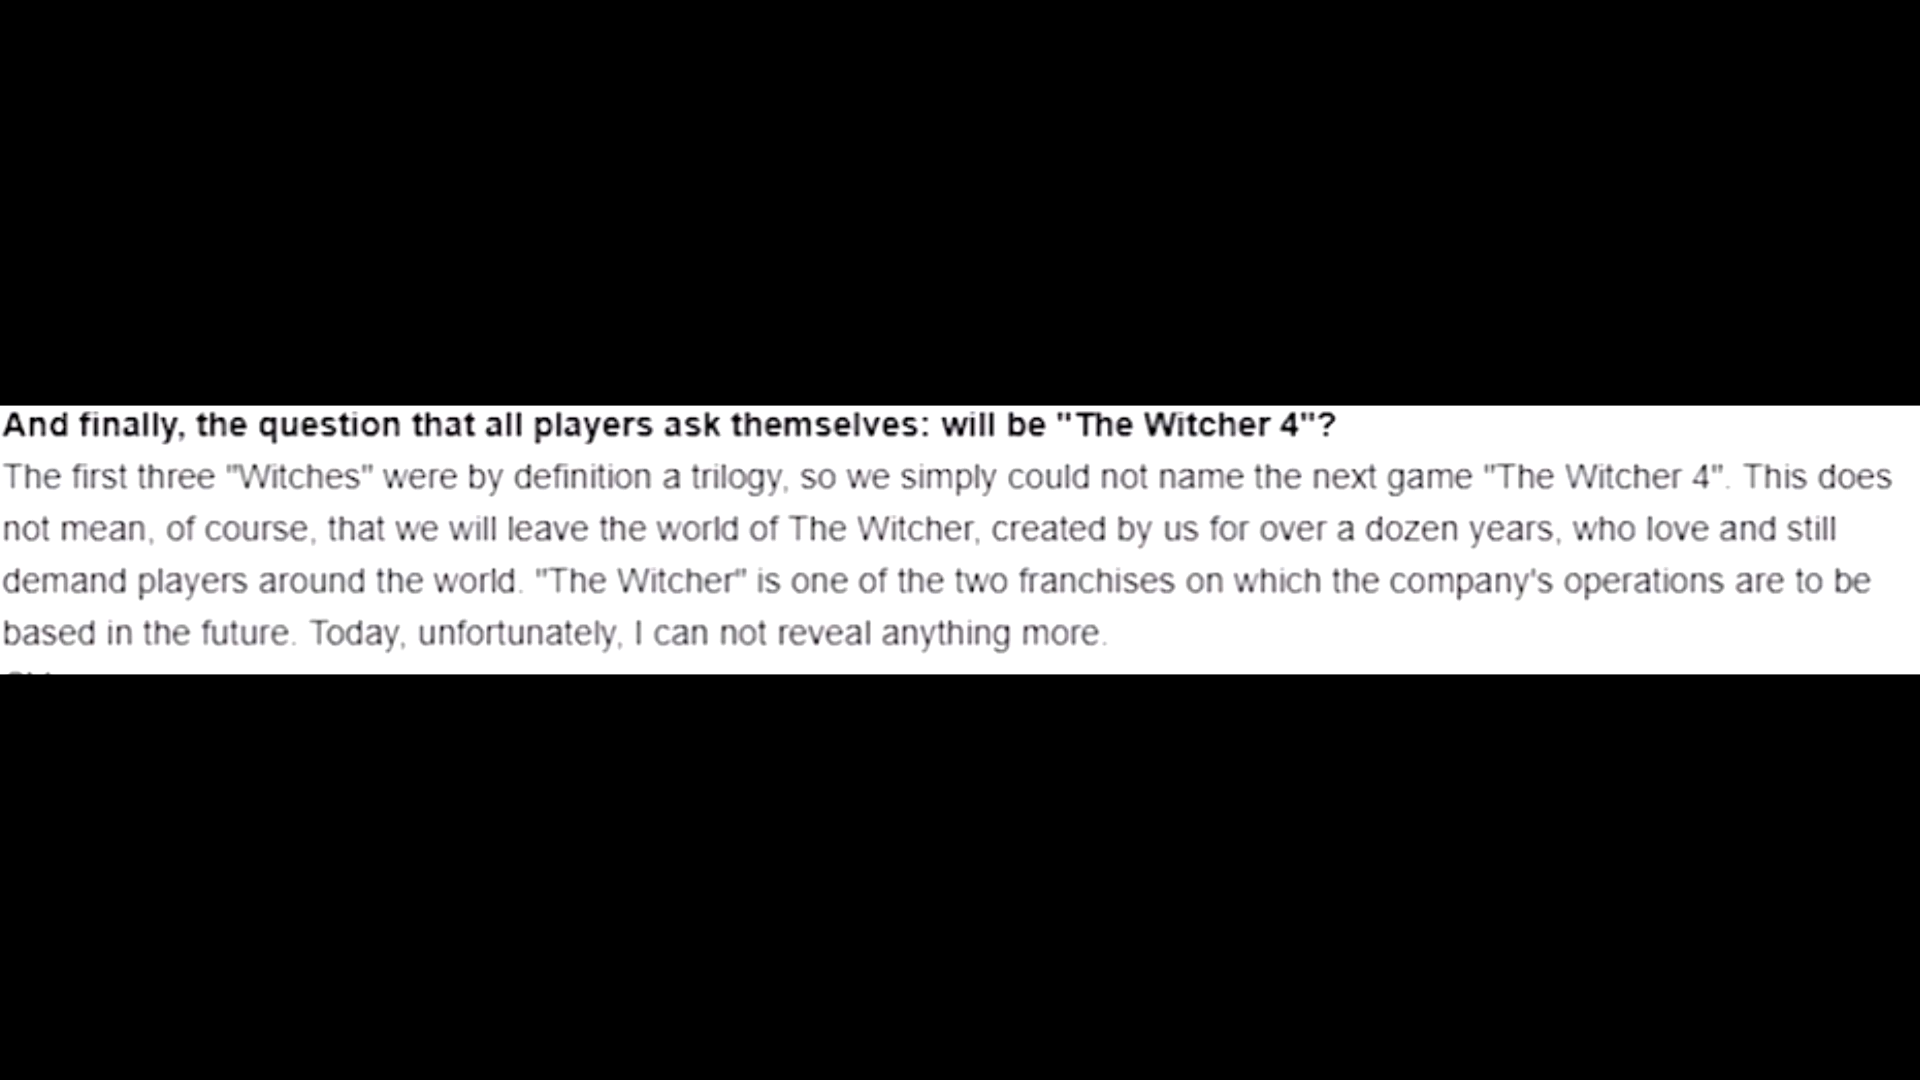 And finally, the question that all players ask themselves: will be "The Witcher 4"?
The first three "Witches" were by definition a trilogy, so we simply could not name the next game "The Witcher 4". This does
not mean, of course, that we will leave the world of The Witcher, created by us for over a dozen years, who love and still
demand players around the world. "The Witcher" is one of the two franchises on which the company's operations are to be
based in the future. Today, unfortunately, I can not reveal anything more.